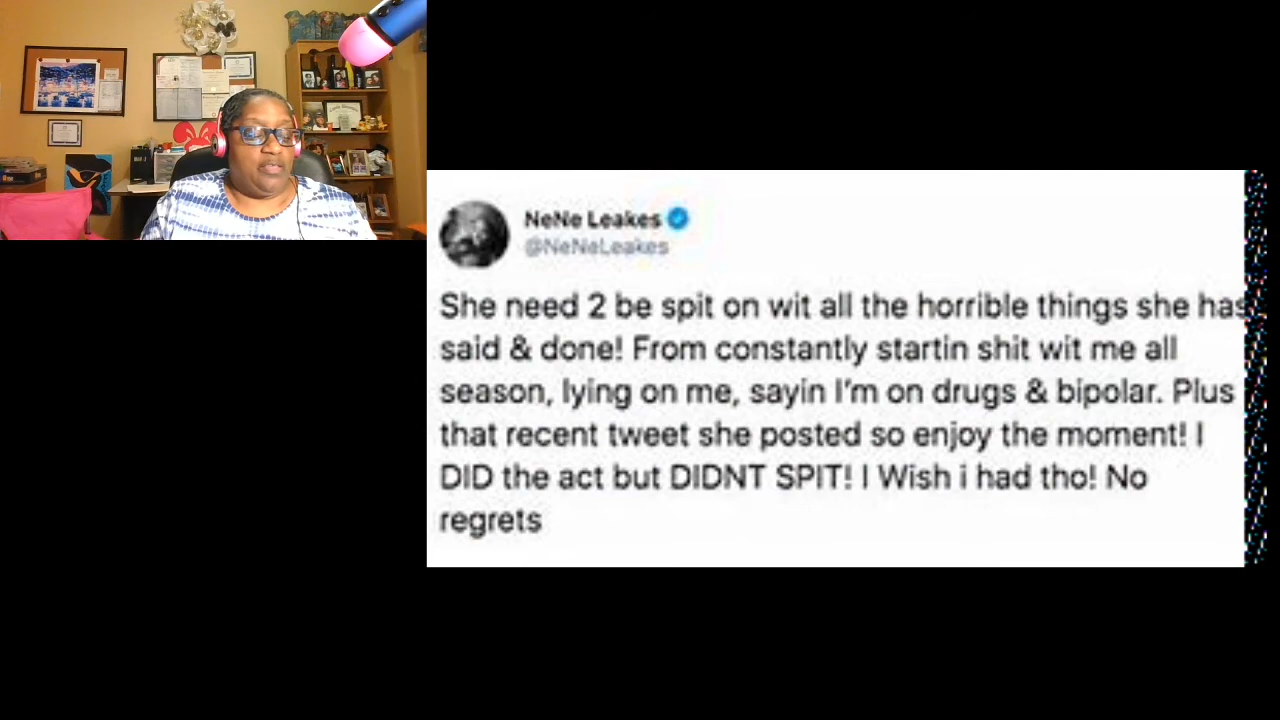 NeNe Leakes
@NeNeLeakes
She need 2 be spit on wit all the horrible things she has
said & done! From constantly startin shit wit me all
season, lying on me, sayin I'm on drugs & bipolar. Plus
that recent tweet she posted so enjoy the moment! I
DID the act but DIDNT SPIT! I Wish i had tho! No
regrets